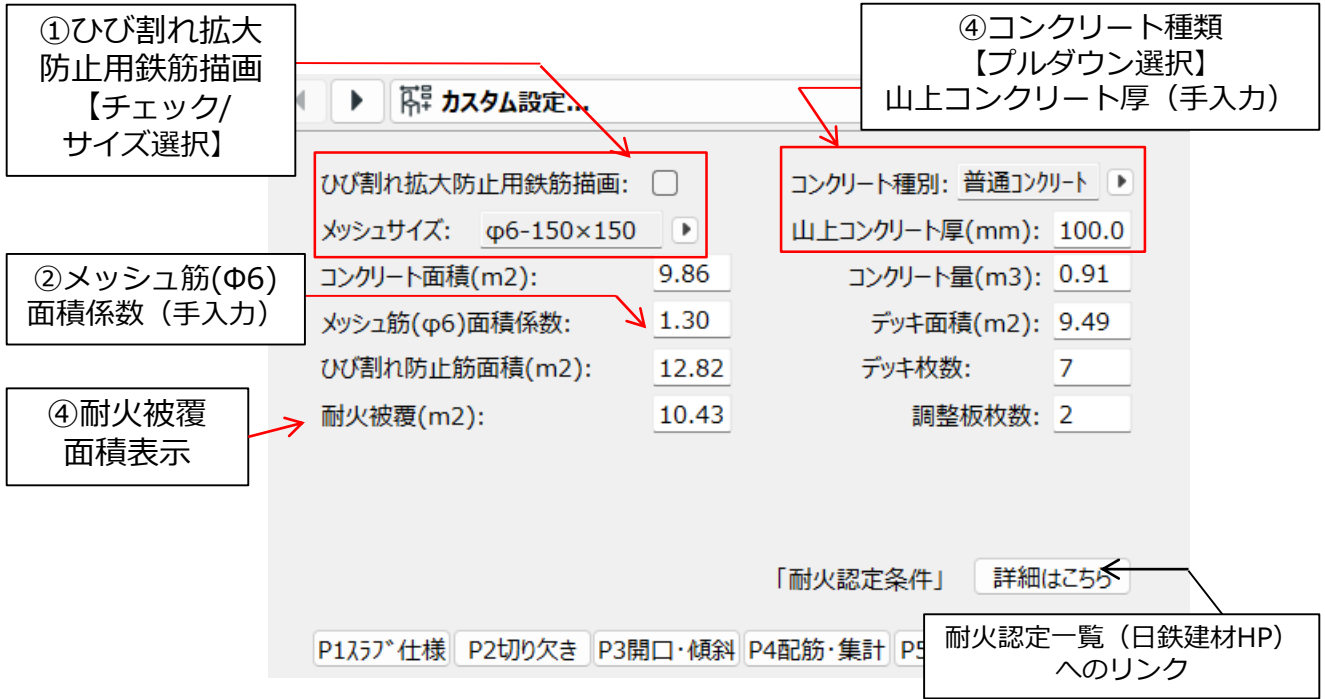 ①ひび割れ拡大
防止用鉄筋描画
【チェック/
サイズ選択】
④コンクリート種類
【プルダウン選択】
山上コンクリート厚（手入力）
カスタム設定...
ひび割れ拡大防止用鉄筋描画:
コンクリート種別: 普通コンクリート
メッシュサイズ: φ6-150×150
山上コンクリート厚(mm): 100.0
②メッシュ筋(Φ6)
面積係数（手入力）
コンクリート面積(m2): 9.86
コンクリート量(m3): 0.91
メッシュ筋(φ6)面積係数: 1.30
デッキ面積(m2): 9.49
ひび割れ防止筋面積(m2): 12.82
デッキ枚数: 7
④耐火被覆
面積表示
耐火被覆(m2): 10.43
調整板枚数: 2
「耐火認定条件」 詳細はこちら
P1スラブ仕様 P2切り欠き P3開口・傾斜 P4配筋・集計 P5
耐火認定一覧（日鉄建材HP）
へのリンク